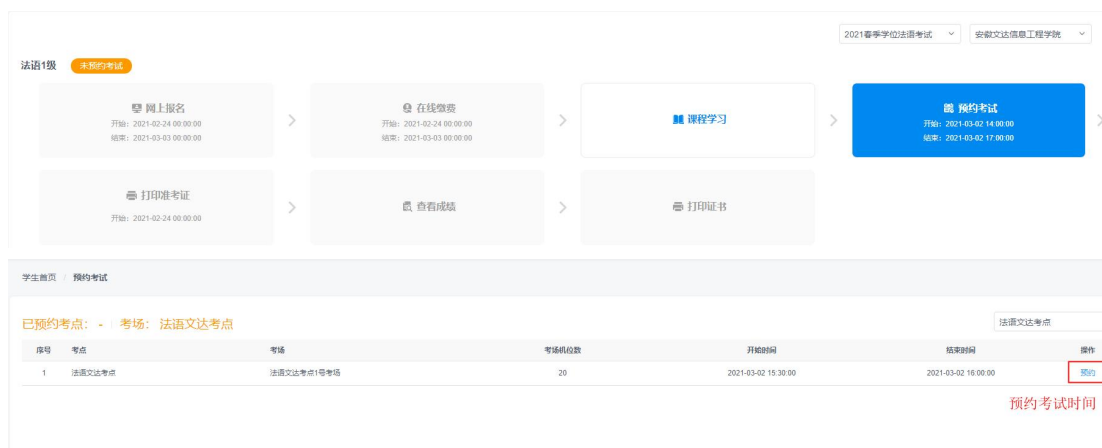 2021春季学位法语考试 安徽文达信息工程学院
法语1级 未预约考试
网上报名
开始：2021-02-24 00:00:00
结束：2021-03-03 00:00:00
在线缴费
开始：2021-02-24 00:00:00
结束：2021-03-03 00:00:00
课程学习
预约考试
开始：2021-03-02 14:00:00
结束：2021-03-02 17:00:00
打印准考证
开始：2021-02-24 00:00:00
查看成绩
打印证书
学生首页 / 预约考试
已预约考点： - 考场： 法语文达考点 法语文达考点
序号 考点 考场 考场机位数 开始时间 结束时间 操作
1 法语文达考点 法语文达考点1号考场 20 2021-03-02 15:30:00 2021-03-02 16:00:00 预约
预约考试时间